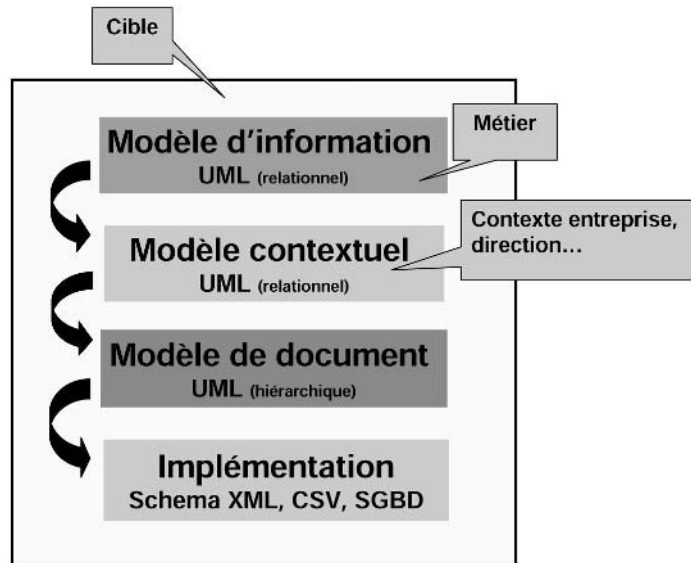 Cible
Modèle d'information
UML (relationnel)
Métier
Modèle contextuel
UML (relationnel)
Contexte entreprise,
direction...
Modèle de document
UML (hiérarchique)
Implémentation
Schema XML, CSV, SGBD